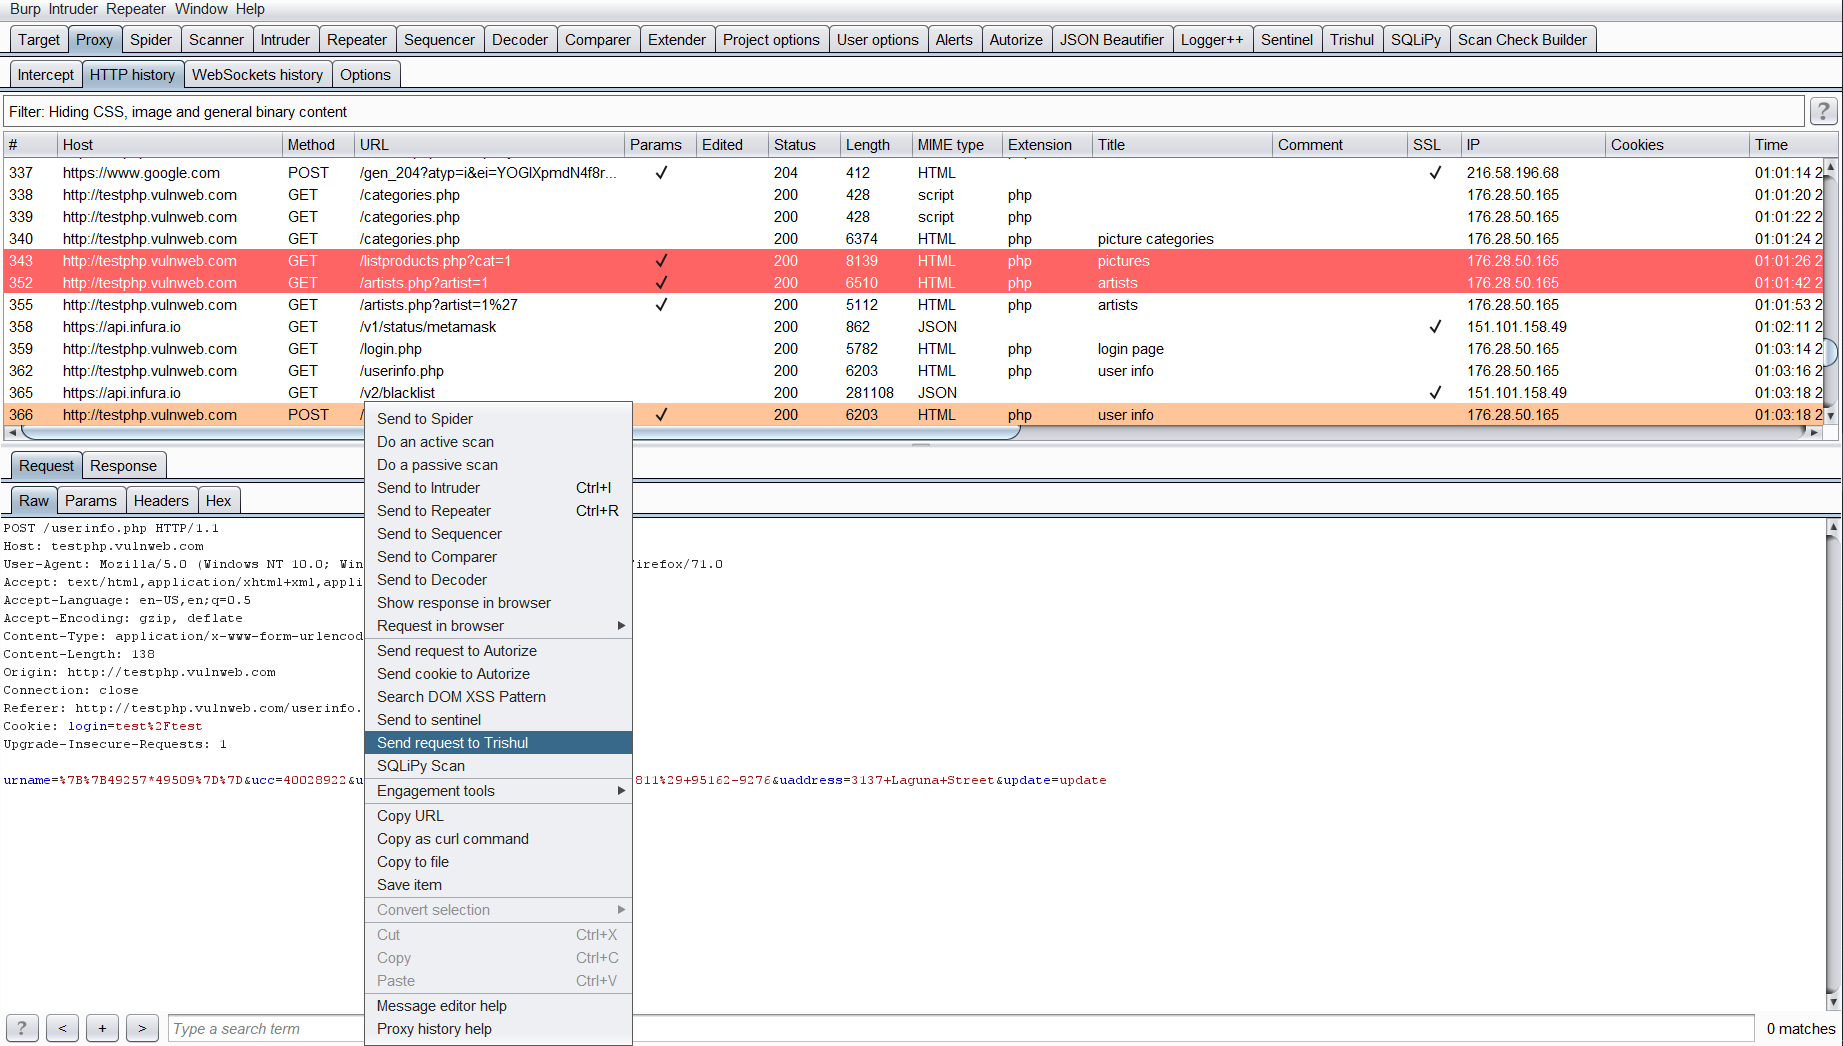 Burp Intruder Repeater Window Help
Target Proxy Spider Scanner Intruder Repeater Sequencer Decoder Comparer Extender Project options User options Alerts Autorize JSON Beautifier Logger++ Sentinel Trishul SQLiPy Scan Check Builder
Intercept HTTP history WebSockets history Options
Filter: Hiding CSS, image and general binary content ?
# Host Method URL Params Edited Status Length MIME type Extension Title Comment SSL IP Cookies Time
337 https://www.google.com POST /gen_204?atyp=i&ei=YOGlXpmdN4f8r... ✓ 204 412 HTML ✓ 216.58.196.68 01:01:14 2
338 http://testphp.vulnweb.com GET /categories.php 200 428 script php 176.28.50.165 01:01:20 2
339 http://testphp.vulnweb.com GET /categories.php 200 428 script php 176.28.50.165 01:01:22 2
340 http://testphp.vulnweb.com GET /categories.php 200 6374 HTML php picture categories 176.28.50.165 01:01:24 2
343 http://testphp.vulnweb.com GET /listproducts.php?cat=1 ✓ 200 8139 HTML php pictures 176.28.50.165 01:01:26 2
352 http://testphp.vulnweb.com GET /artists.php?artist=1 ✓ 200 6510 HTML php artists 176.28.50.165 01:01:42 2
355 http://testphp.vulnweb.com GET /artists.php?artist=1%27 ✓ 200 5112 HTML php artists 176.28.50.165 01:01:53 2
358 https://api.infura.io GET /v1/status/metamask 200 862 JSON ✓ 151.101.158.49 01:02:11 2
359 http://testphp.vulnweb.com GET /login.php 200 5782 HTML php login page 176.28.50.165 01:03:14 2
362 http://testphp.vulnweb.com GET /userinfo.php 200 6203 HTML php user info 176.28.50.165 01:03:16 2
365 https://api.infura.io GET /v2/blacklist 200 281108 JSON ✓ 151.101.158.49 01:03:18 2
366 http://testphp.vulnweb.com POST / ✓ 200 6203 HTML php user info 176.28.50.165 01:03:18 2
Request Response
Raw Params Headers Hex
POST /userinfo.php HTTP/1.1
Host: testphp.vulnweb.com
User-Agent: Mozilla/5.0 (Windows NT 10.0; Win irefox/71.0
Accept: text/html,application/xhtml+xml,appli
Accept-Language: en-US,en;q=0.5
Accept-Encoding: gzip, deflate
Content-Type: application/x-www-form-urlencod
Content-Length: 138
Origin: http://testphp.vulnweb.com
Connection: close
Referer: http://testphp.vulnweb.com/userinfo.
Cookie: login=test%2Ftest
Upgrade-Insecure-Requests: 1
urname=%7B%7B49257*49509%7D%7D&ucc=40028922&u 811%29+95162-9276&uaddress=3137+Laguna+Street&update=update
Send to Spider
Do an active scan
Do a passive scan
Send to Intruder Ctrl+I
Send to Repeater Ctrl+R
Send to Sequencer
Send to Comparer
Send to Decoder
Show response in browser
Request in browser
Send request to Autorize
Send cookie to Autorize
Search DOM XSS Pattern
Send to sentinel
Send request to Trishul
SQLiPy Scan
Engagement tools
Copy URL
Copy as curl command
Copy to file
Save item
Convert selection
Cut Ctrl+X
Copy Ctrl+C
Paste Ctrl+V
Message editor help
Proxy history help
? < + > Type a search term 0 matches